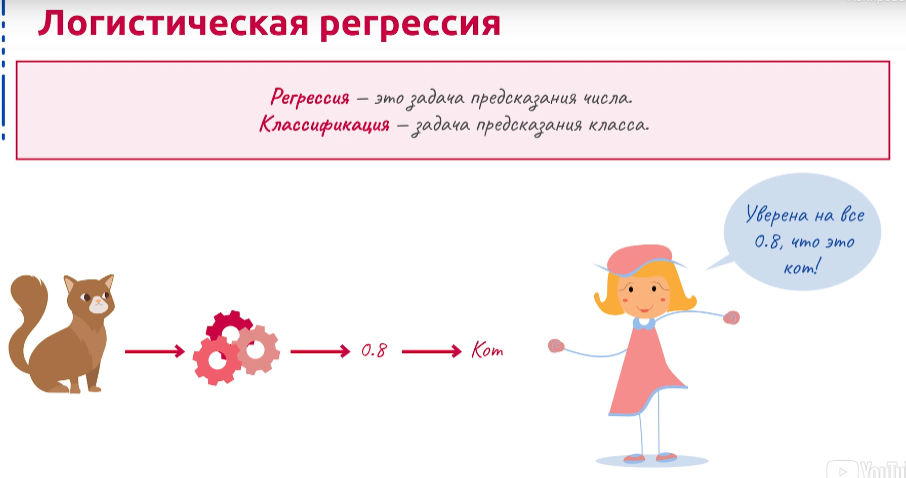 Логистическая регрессия
Регрессия — это задача предсказания числа.
Классификация — задача предсказания класса.
Уверена на все
0.8, что это
кот!
0.8
Кот